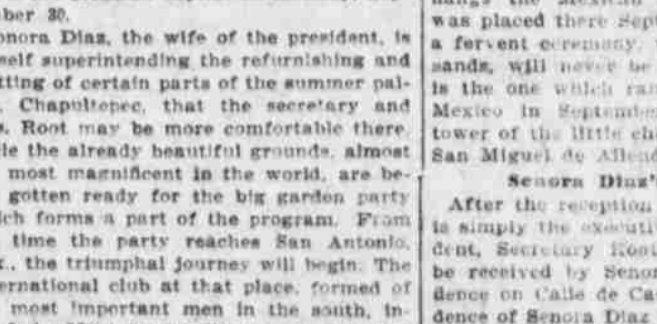 ber 30.
onora Diaz, the wife of the president, is
self superintending the refurnishing and
tting of certain parts of the summer pal-
, Chapultepec, that the secretary and
s. Root may be more comfortable there,
le the already beautiful grounds, almost
most magnificent in the world, are be-
gotten ready for the big garden party
ich forms a part of the program. From
time the party reaches San Antonio,
x., the triumphal journey will begin. The
ernational club at that place, formed of
most important men in the south, in-
was placed there Sept
a fervent ceremony,
sands, will never be
is the one which ran
Mexico in September
tower of the little ch
San Miguel de Allend
Senora Diaz'
After the reception
is simply the executi
dent, Secretary Root
be received by Senor
dence on Calle de Ca
dence of Senora Diaz